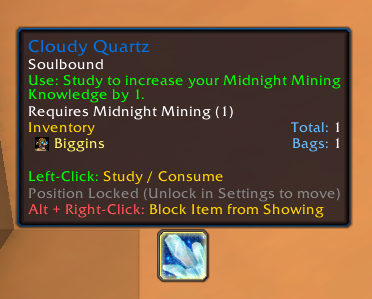 Cloudy Quartz
Soulbound
Use: Study to increase your Midnight Mining
Knowledge by 1.
Requires Midnight Mining (1)
Inventory Total: 1
Biggins Bags: 1
Left-Click: Study / Consume
Position Locked (Unlock in Settings to move)
Alt + Right-Click: Block Item from Showing